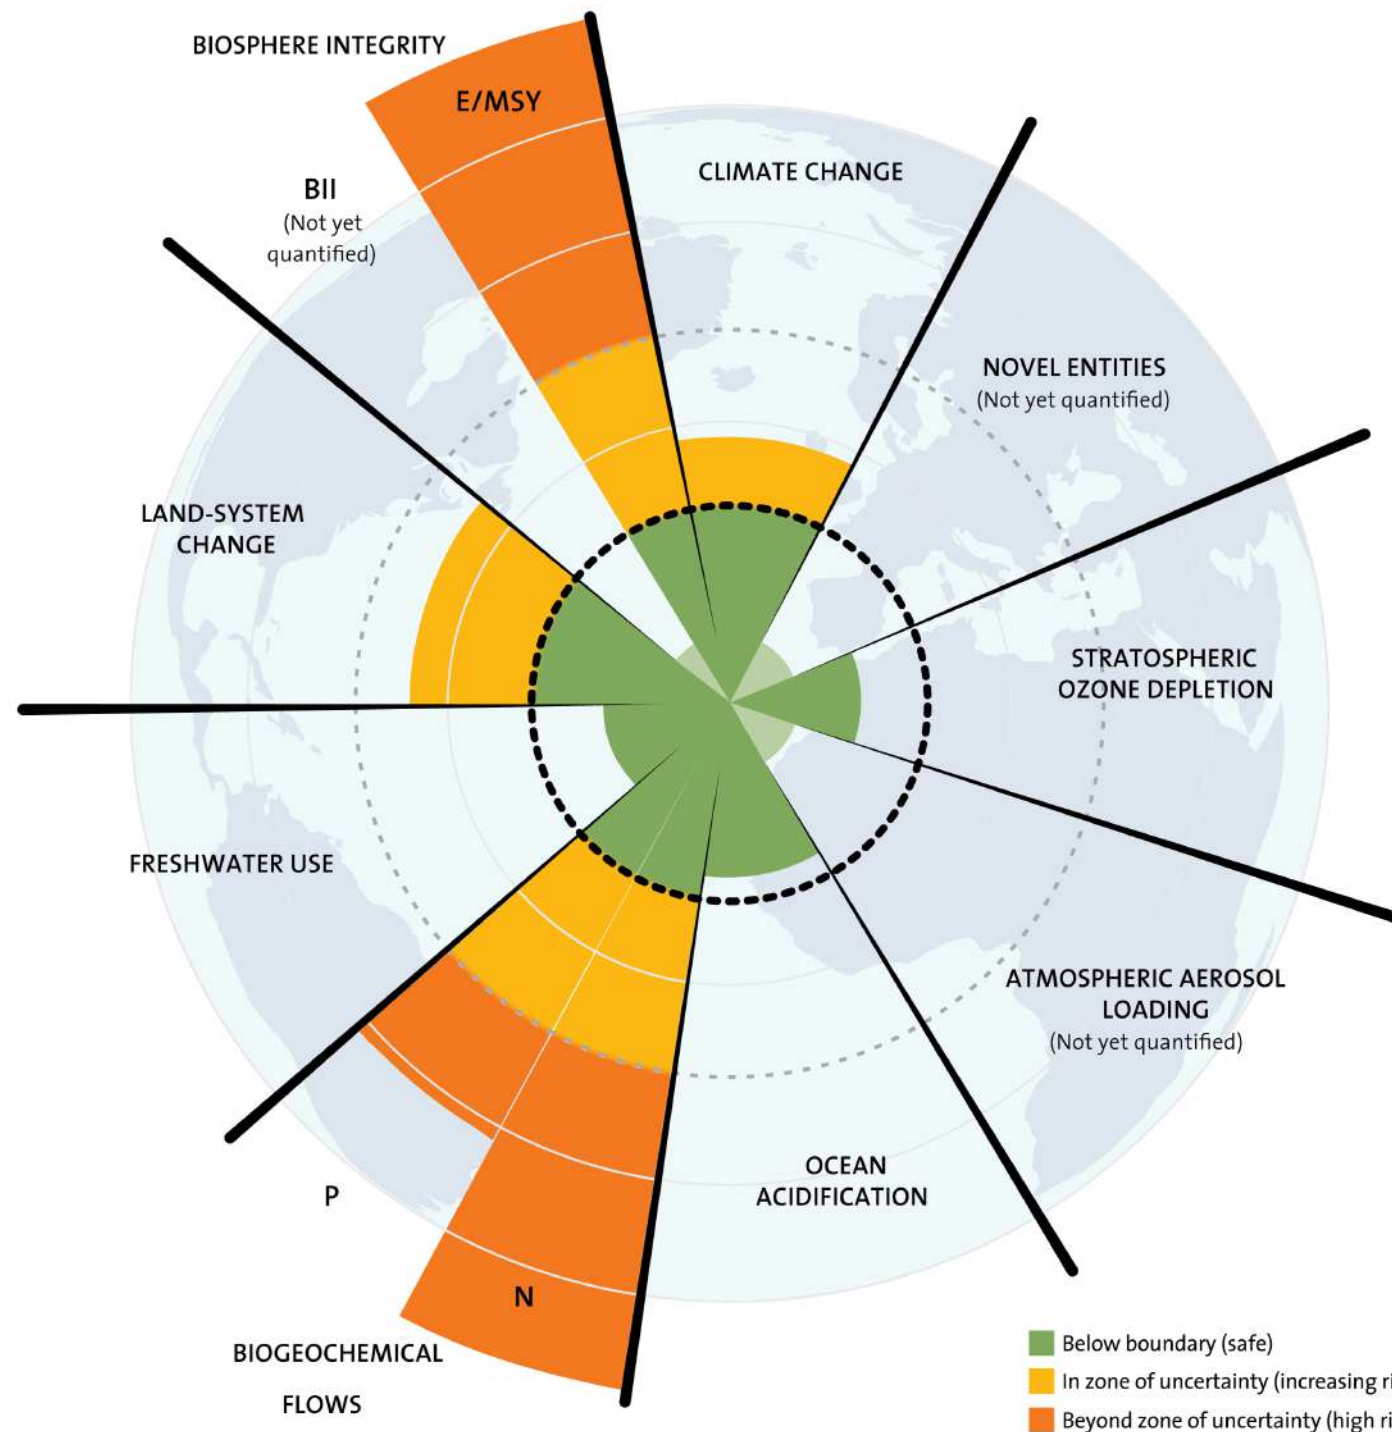 BIOSPHERE INTEGRITY
E/MSY
BII
(Not yet
quantified)
CLIMATE CHANGE
NOVEL ENTITIES
(Not yet quantified)
LAND-SYSTEM
CHANGE
STRATOSPHERIC
OZONE DEPLETION
FRESHWATER USE
ATMOSPHERIC AEROSOL
LOADING
(Not yet quantified)
OCEAN
ACIDIFICATION
P
N
BIOGEOCHEMICAL
FLOWS
Below boundary (safe)
In zone of uncertainty (increasing
Beyond zone of uncertainty (high